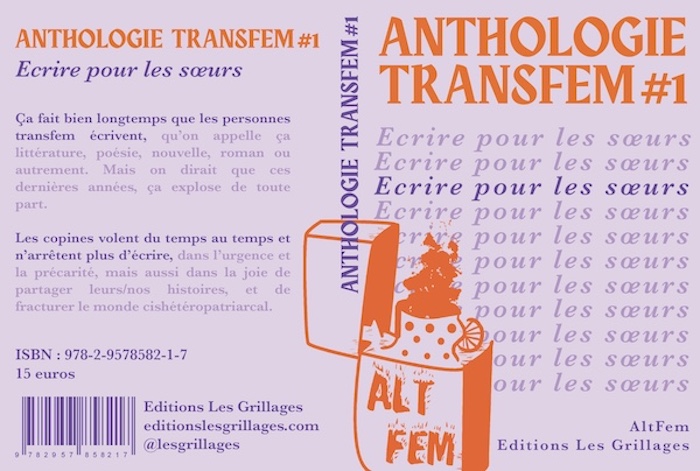 ANTHOLOGIE TRANSFEM #1
Ecrire pour les sœurs
Ça fait bien longtemps que les personnes
transfem écrivent, qu'on appelle ça
littérature, poésie, nouvelle, roman ou
autrement. Mais on dirait que ces
dernières années, ça explose de toute
part.
Les copines volent du temps au temps et
n'arrêtent plus d'écrire, dans l'urgence et
la précarité, mais aussi dans la joie de
partager leurs/nos histoires, et de
fracturer le monde cishétéropatriarcal.
ISBN : 978-2-9578582-1-7
15 euros
9 782957 858217
Editions Les Grillages
editionslesgrillages.com
@lesgrillages
ANTHOLOGIE TRANSFEM #1
ANTHOLOGIE
TRANSFEM #1
Ecrire pour les sœurs
Ecrire pour les sœurs
Ecrire pour les sœurs
Ecrire pour les sœurs
ecrire pour les sœurs
pour les sœurs
pour les sœurs
pour les sœurs
pour les sœurs
our les sœurs
our les sœurs
ALT
FEM
AltFem
Editions Les Grillages